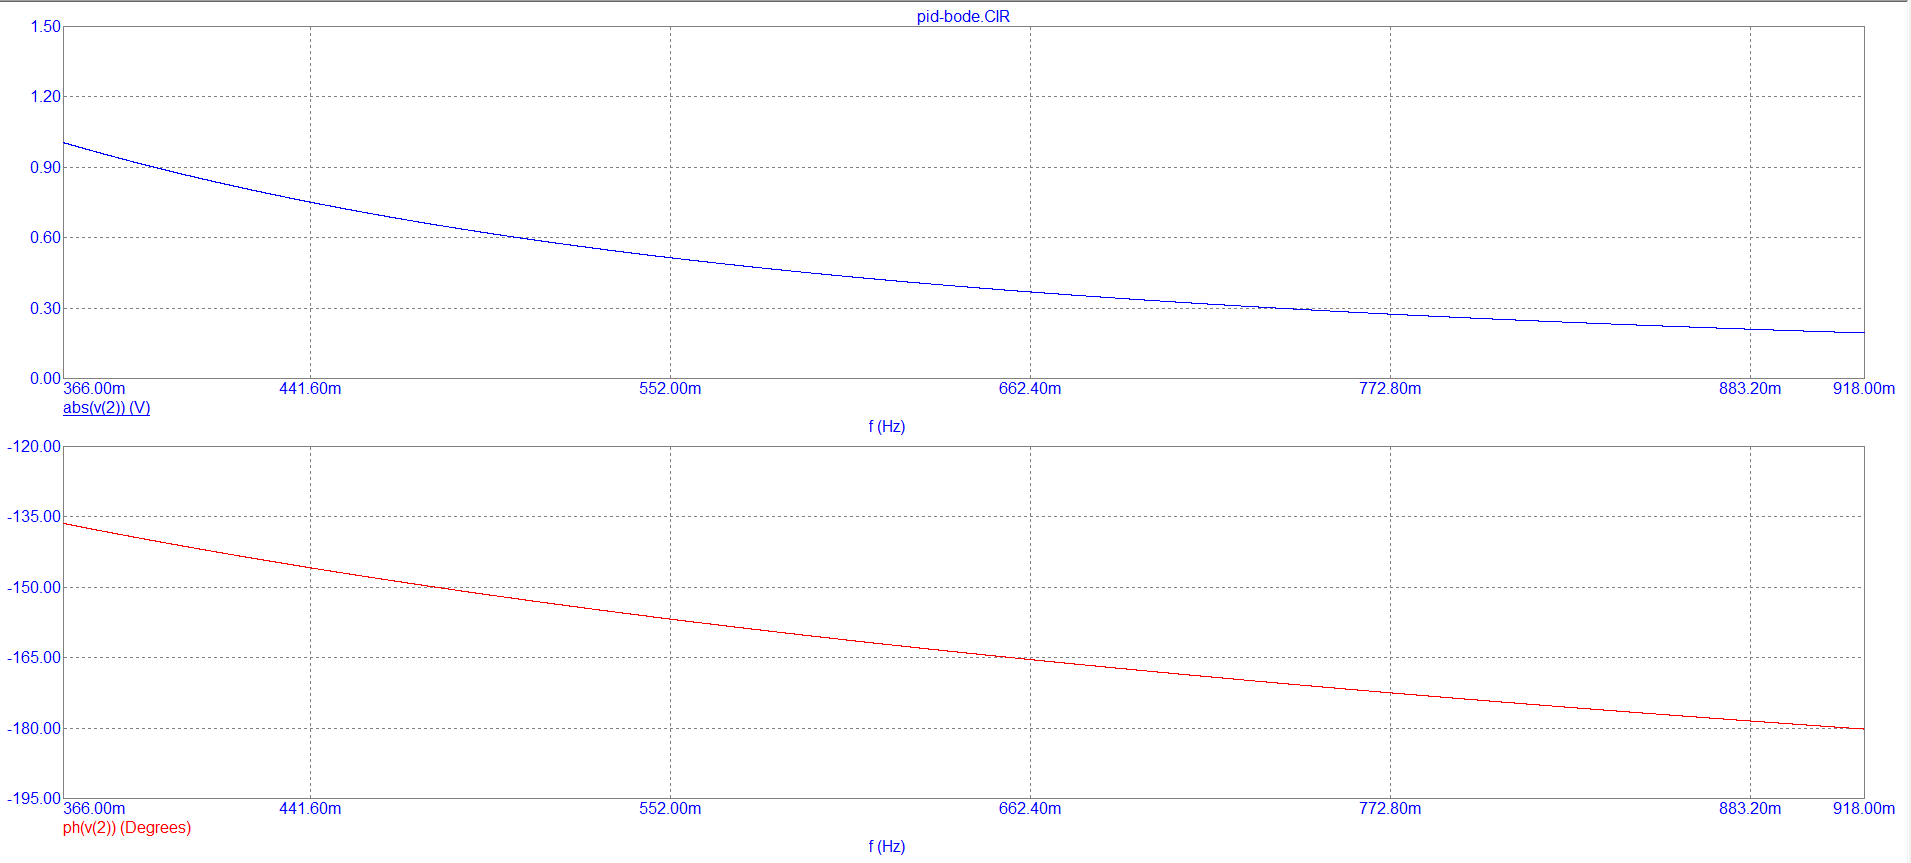 pid-bode.CIR
1.50
1.20
0.90
0.60
0.30
0.00
366.00m 441.60m 552.00m 662.40m 772.80m 883.20m 918.00m
abs(v(2)) (V)
f (Hz)
-120.00
-135.00
-150.00
-165.00
-180.00
-195.00
366.00m 441.60m 552.00m 662.40m 772.80m 883.20m 918.00m
ph(v(2)) (Degrees)
f (Hz)